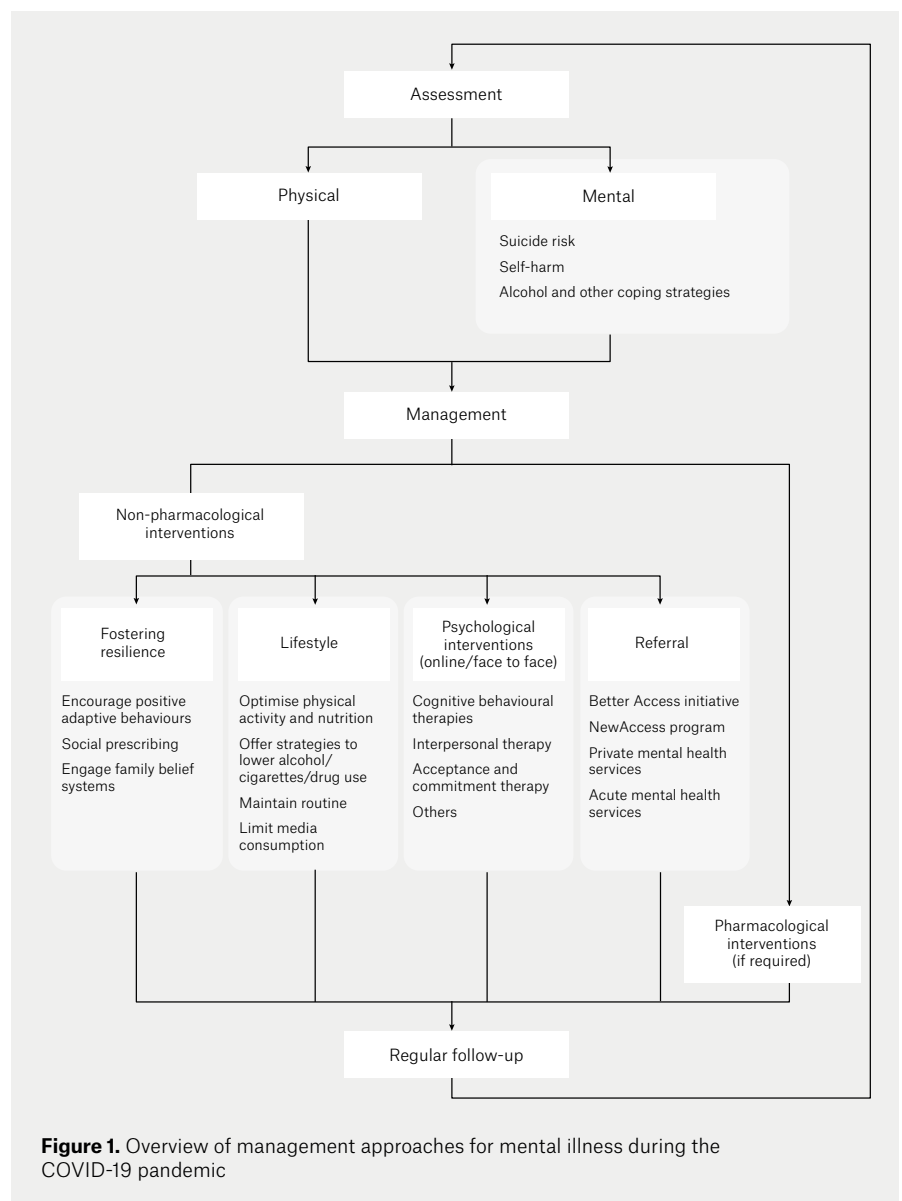 Assessment
Physical
Mental
Suicide risk
Self-harm
Alcohol and other coping strategies
Management
Non-pharmacological
interventions
Fostering
resilience
Encourage positive
adaptive behaviours
Social prescribing
Engage family belief
systems
Lifestyle
Optimise physical
activity and nutrition
Offer strategies to
lower alcohol/
cigarettes/drug use
Maintain routine
Limit media
consumption
Psychological
interventions
(online/face to face)
Cognitive behavioural
therapies
Interpersonal therapy
Acceptance and
commitment therapy
Others
Referral
Better Access initiative
NewAccess program
Private mental health
services
Acute mental health
services
Pharmacological
interventions
(if required)
Regular follow-up
Figure 1. Overview of management approaches for mental illness during the
COVID-19 pandemic